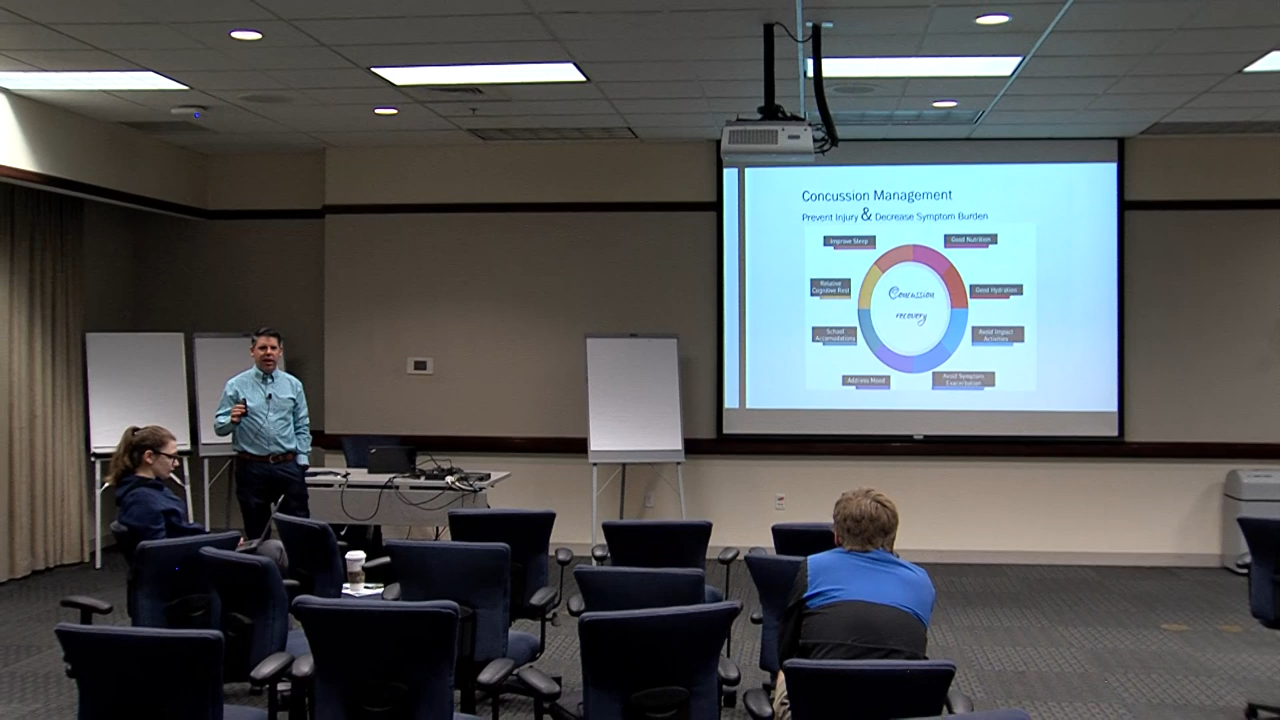 Concussion Management
Prevent Injury & Decrease Symptom Burden
Improve Sleep
Good Nutrition
Relative
Cognitive Rest
Good Hydration
Concussion
recovery
School
Accomodations
Avoid Impact
Activities
Address Mood
Avoid Symptom
Exacerbation